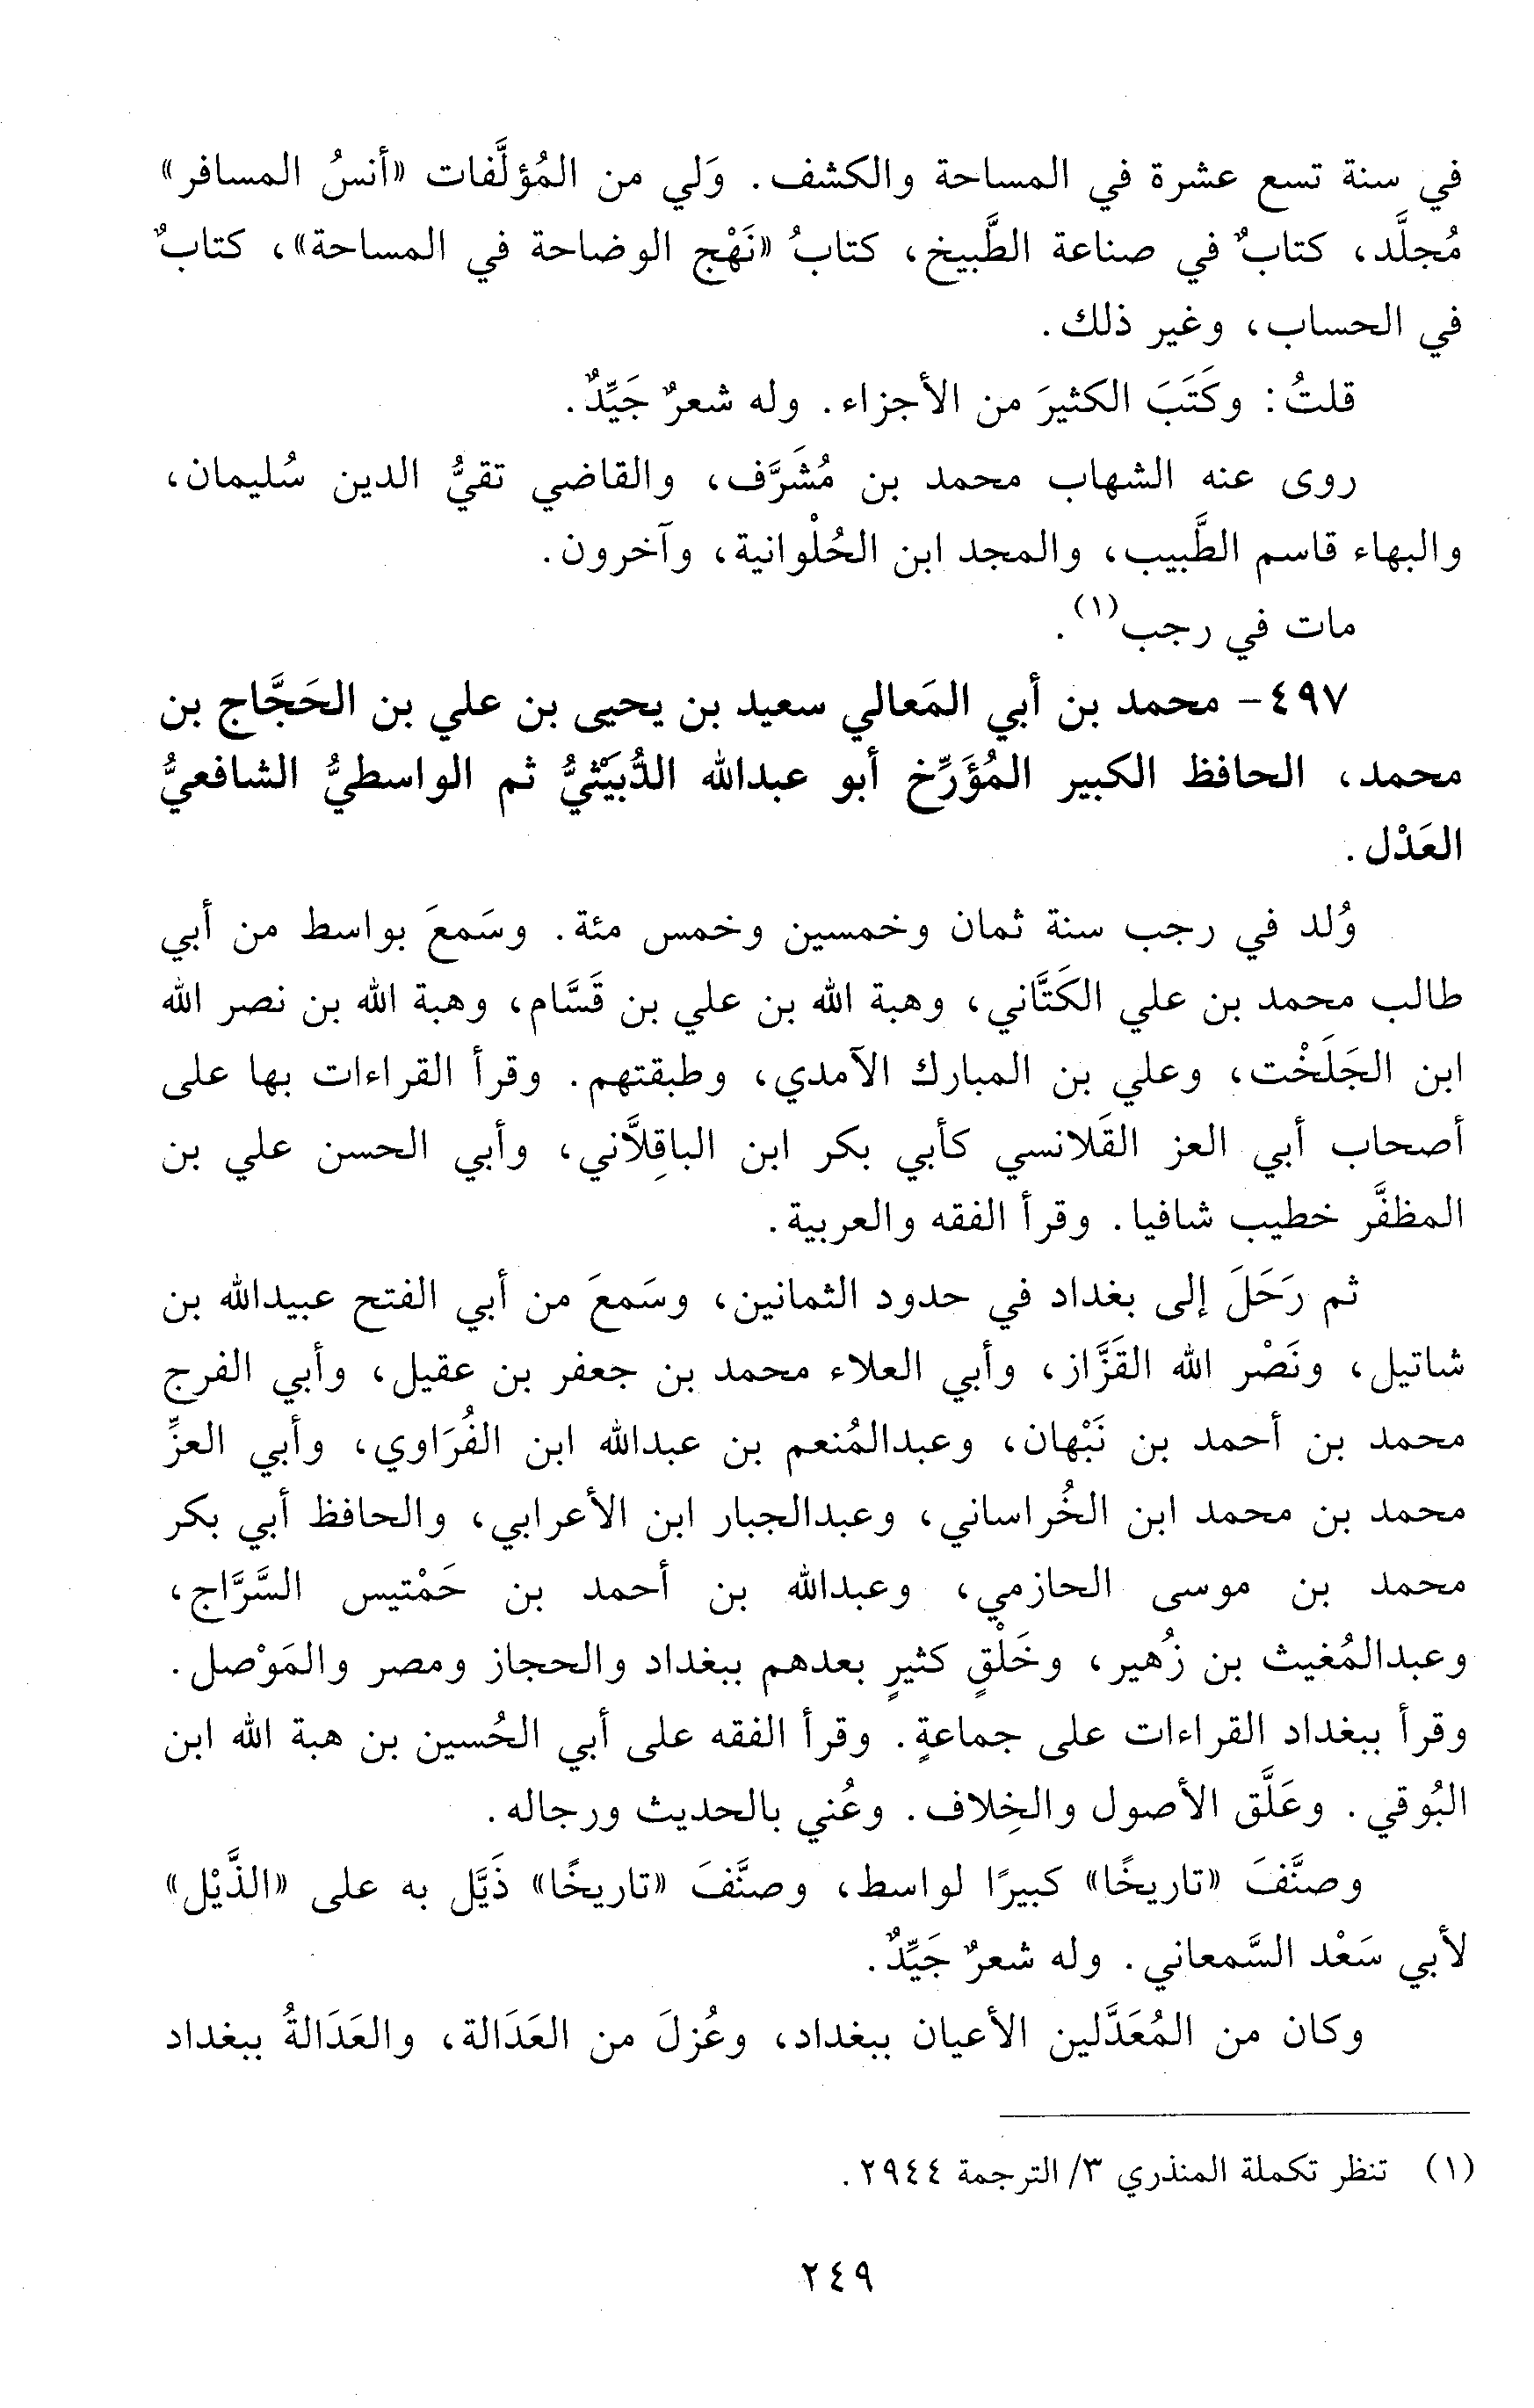 في سنة تسع عشرة في المساحة والكشف. وَلي من المُؤلَّفات «أنسُ المسافر»
مُجلَّد، كتابٌ في صناعة الطَّبيخ، كتابُ «نَهْج الوضاحة في المساحة»، كتابٌ
في الحساب، وغير ذلك.
قلتُ: وكَتَبَ الكثيرَ من الأجزاء. وله شعرٌ جَيِّدٌ.
روى عنه الشهاب محمد بن مُشَرَّف، والقاضي تقيُّ الدين سُليمان،
والبهاء قاسم الطَّبيب، والمجد ابن الحُلْوانية، وآخرون.
مات في رجب(١).
٤٩٧- محمد بن أبي المَعالي سعيد بن يحيى بن علي بن الحَجَّاج بن
محمد، الحافظ الكبير المُؤَرِّخ أبو عبدالله الدُّبَيْثيُّ ثم الواسطيُّ الشافعيُّ
العَدْل.
وُلد في رجب سنة ثمان وخمسين وخمس مئة. وسَمعَ بواسط من أبي
طالب محمد بن علي الكَتَّاني، وهبة الله بن علي بن قَسَّام، وهبة الله بن نصر الله
ابن الجَلَخْت، وعلي بن المبارك الآمدي، وطبقتهم. وقرأ القراءات بها على
أصحاب أبي العز القَلانسي كأبي بكر ابن الباقِلاَّني، وأبي الحسن علي بن
المظفَّر خطيب شافيا. وقرأ الفقه والعربية.
ثم رَحَلَ إلى بغداد في حدود الثمانين، وسَمعَ من أبي الفتح عبيدالله بن
شاتيل، ونَصْر الله القَزَّاز، وأبي العلاء محمد بن جعفر بن عقيل، وأبي الفرج
محمد بن أحمد بن نَبْهان، وعبدالمُنعم بن عبدالله ابن الفُرَاوي، وأبي العزِّ
محمد بن محمد ابن الخُراساني، وعبدالجبار ابن الأعرابي، والحافظ أبي بكر
محمد بن موسى الحازمي، وعبدالله بن أحمد بن حَمْتيس السَّرَّاج،
وعبدالمُغيث بن زُهير، وخَلْقٍ كثيرٍ بعدهم ببغداد والحجاز ومصر والمَوْصل.
وقرأ ببغداد القراءات على جماعةٍ. وقرأ الفقه على أبي الحُسين بن هبة الله ابن
البُوقي. وعَلَّق الأصول والخِلاف. وعُني بالحديث ورجاله.
وصنَّفَ «تاريخًا» كبيرًا لواسط، وصنَّفَ «تاريخًا» ذَيَّل به على «الذَّيْل»
لأبي سَعْد السَّمعاني. وله شعرٌ جَيِّدٌ.
وكان من المُعَدَّلين الأعيان ببغداد، وعُزلَ من العَدَالة، والعَدَالةُ ببغداد
(١) تنظر تكملة المنذري ٣/ الترجمة ٢٩٤٤.
٢٤٩